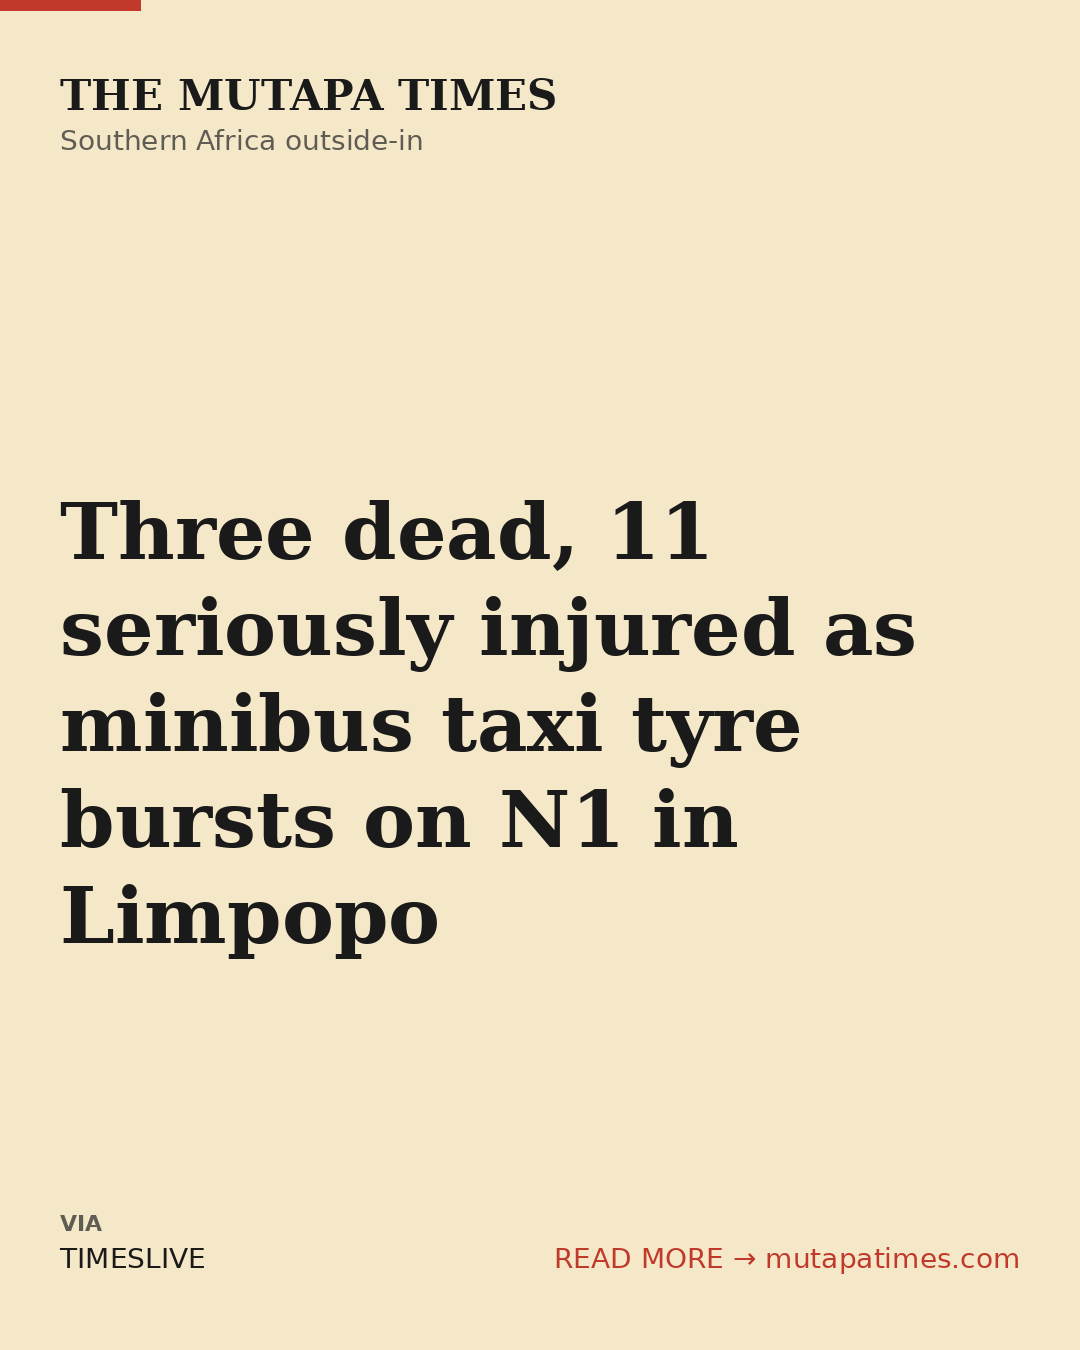 THE MUTAPA TIMES
Southern Africa outside-in
Three dead, 11
seriously injured as
minibus taxi tyre
bursts on N1 in
Limpopo
VIA
TIMESLIVE
READ MORE → mutapatimes.com